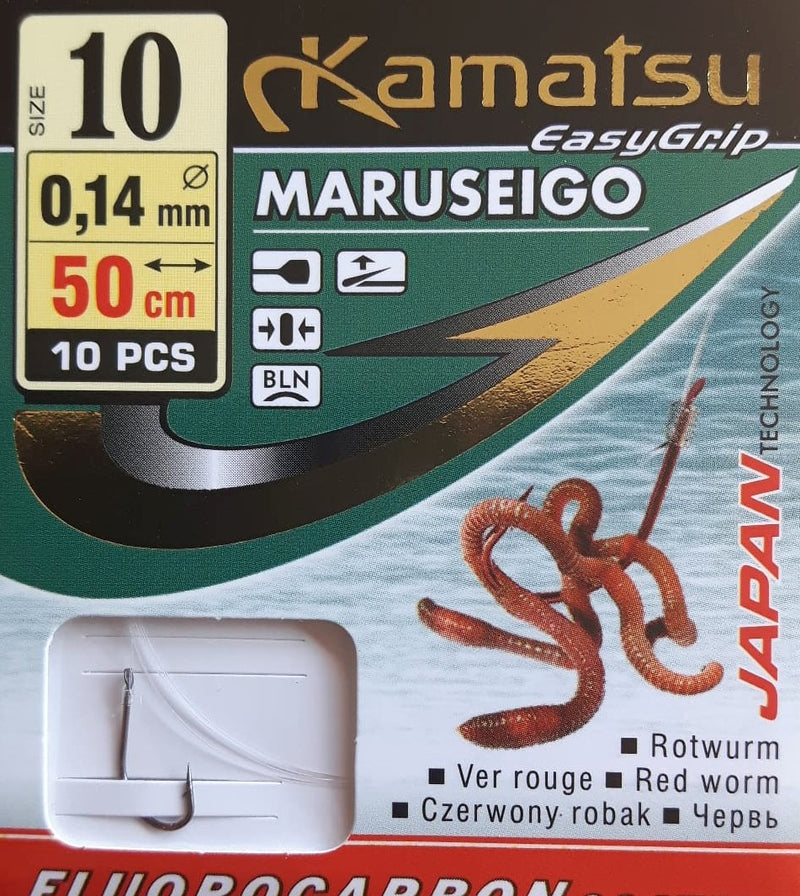 SIZE
10
0,14 mm
50 cm
10 PCS
Kamatsu
EasyGrip
MARUSEIGO
BLN
JAPAN TECHNOLOGY
■ Rotwurm
■ Ver rouge ■ Red worm
■ Czerwony robak ■ Червь
FLUOROCARBON